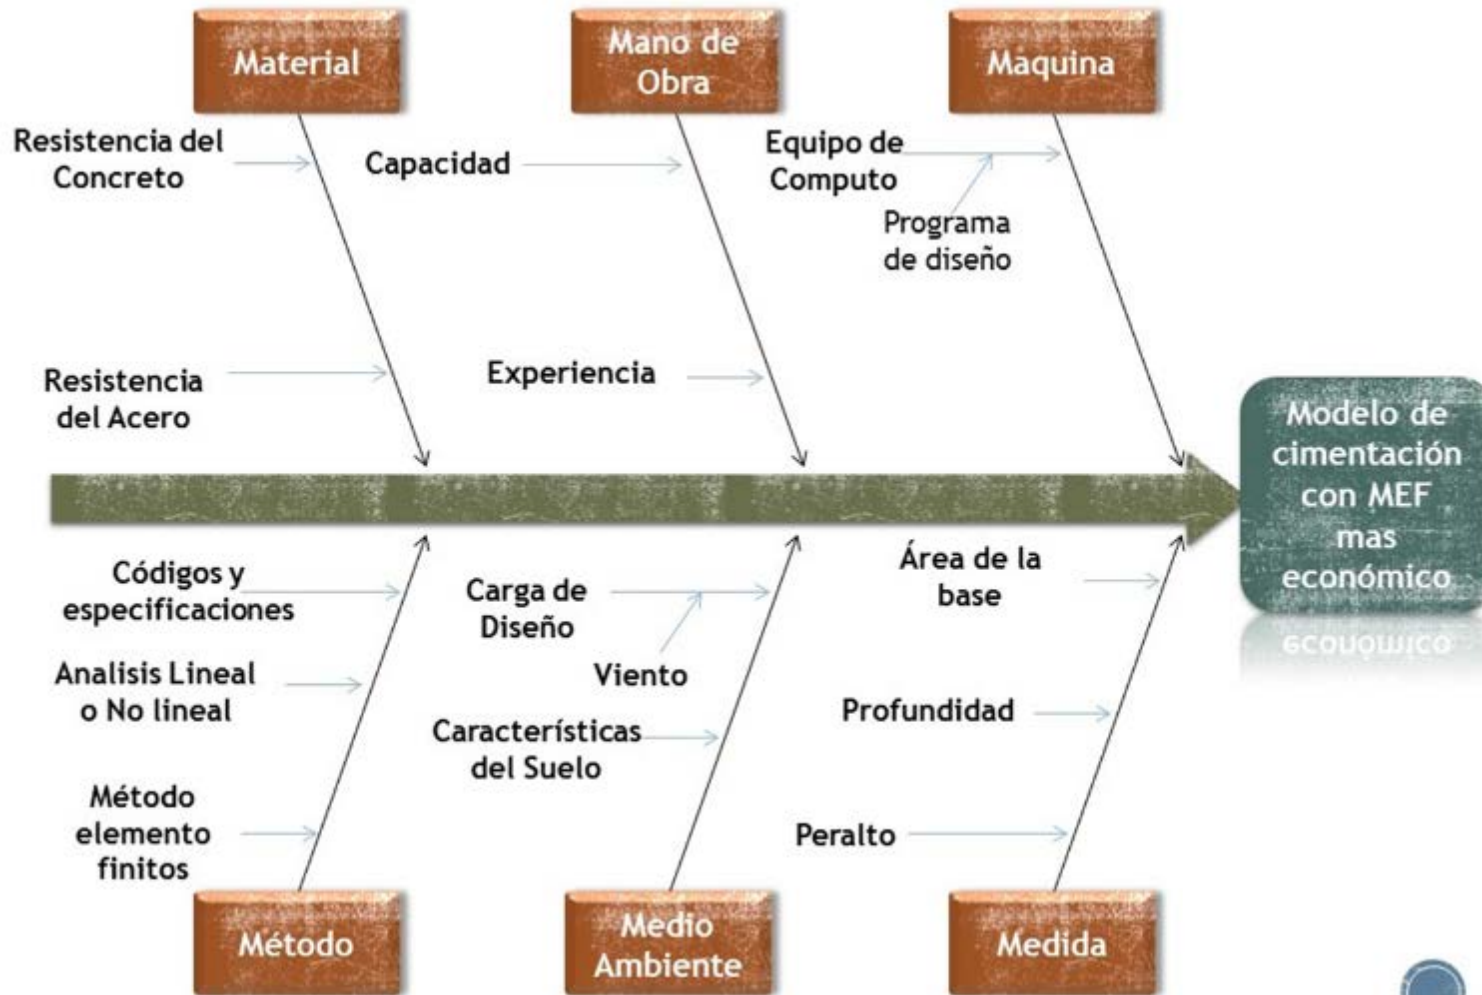 Material
Mano de
Obra
Maquina
Resistencia del
Concreto
Capacidad
Equipo de
Computo
Programa
de diseño
Resistencia
del Acero
Experiencia
Modelo de
cimentación
con MEF
mas
económico
Códigos y
especificaciones
Carga de
Diseño
Área de la
base
Analisis Lineal
o No lineal
Viento
Características
del Suelo
Profundidad
Método
elemento
finitos
Peralto
Método
Medio
Ambiente
Medida